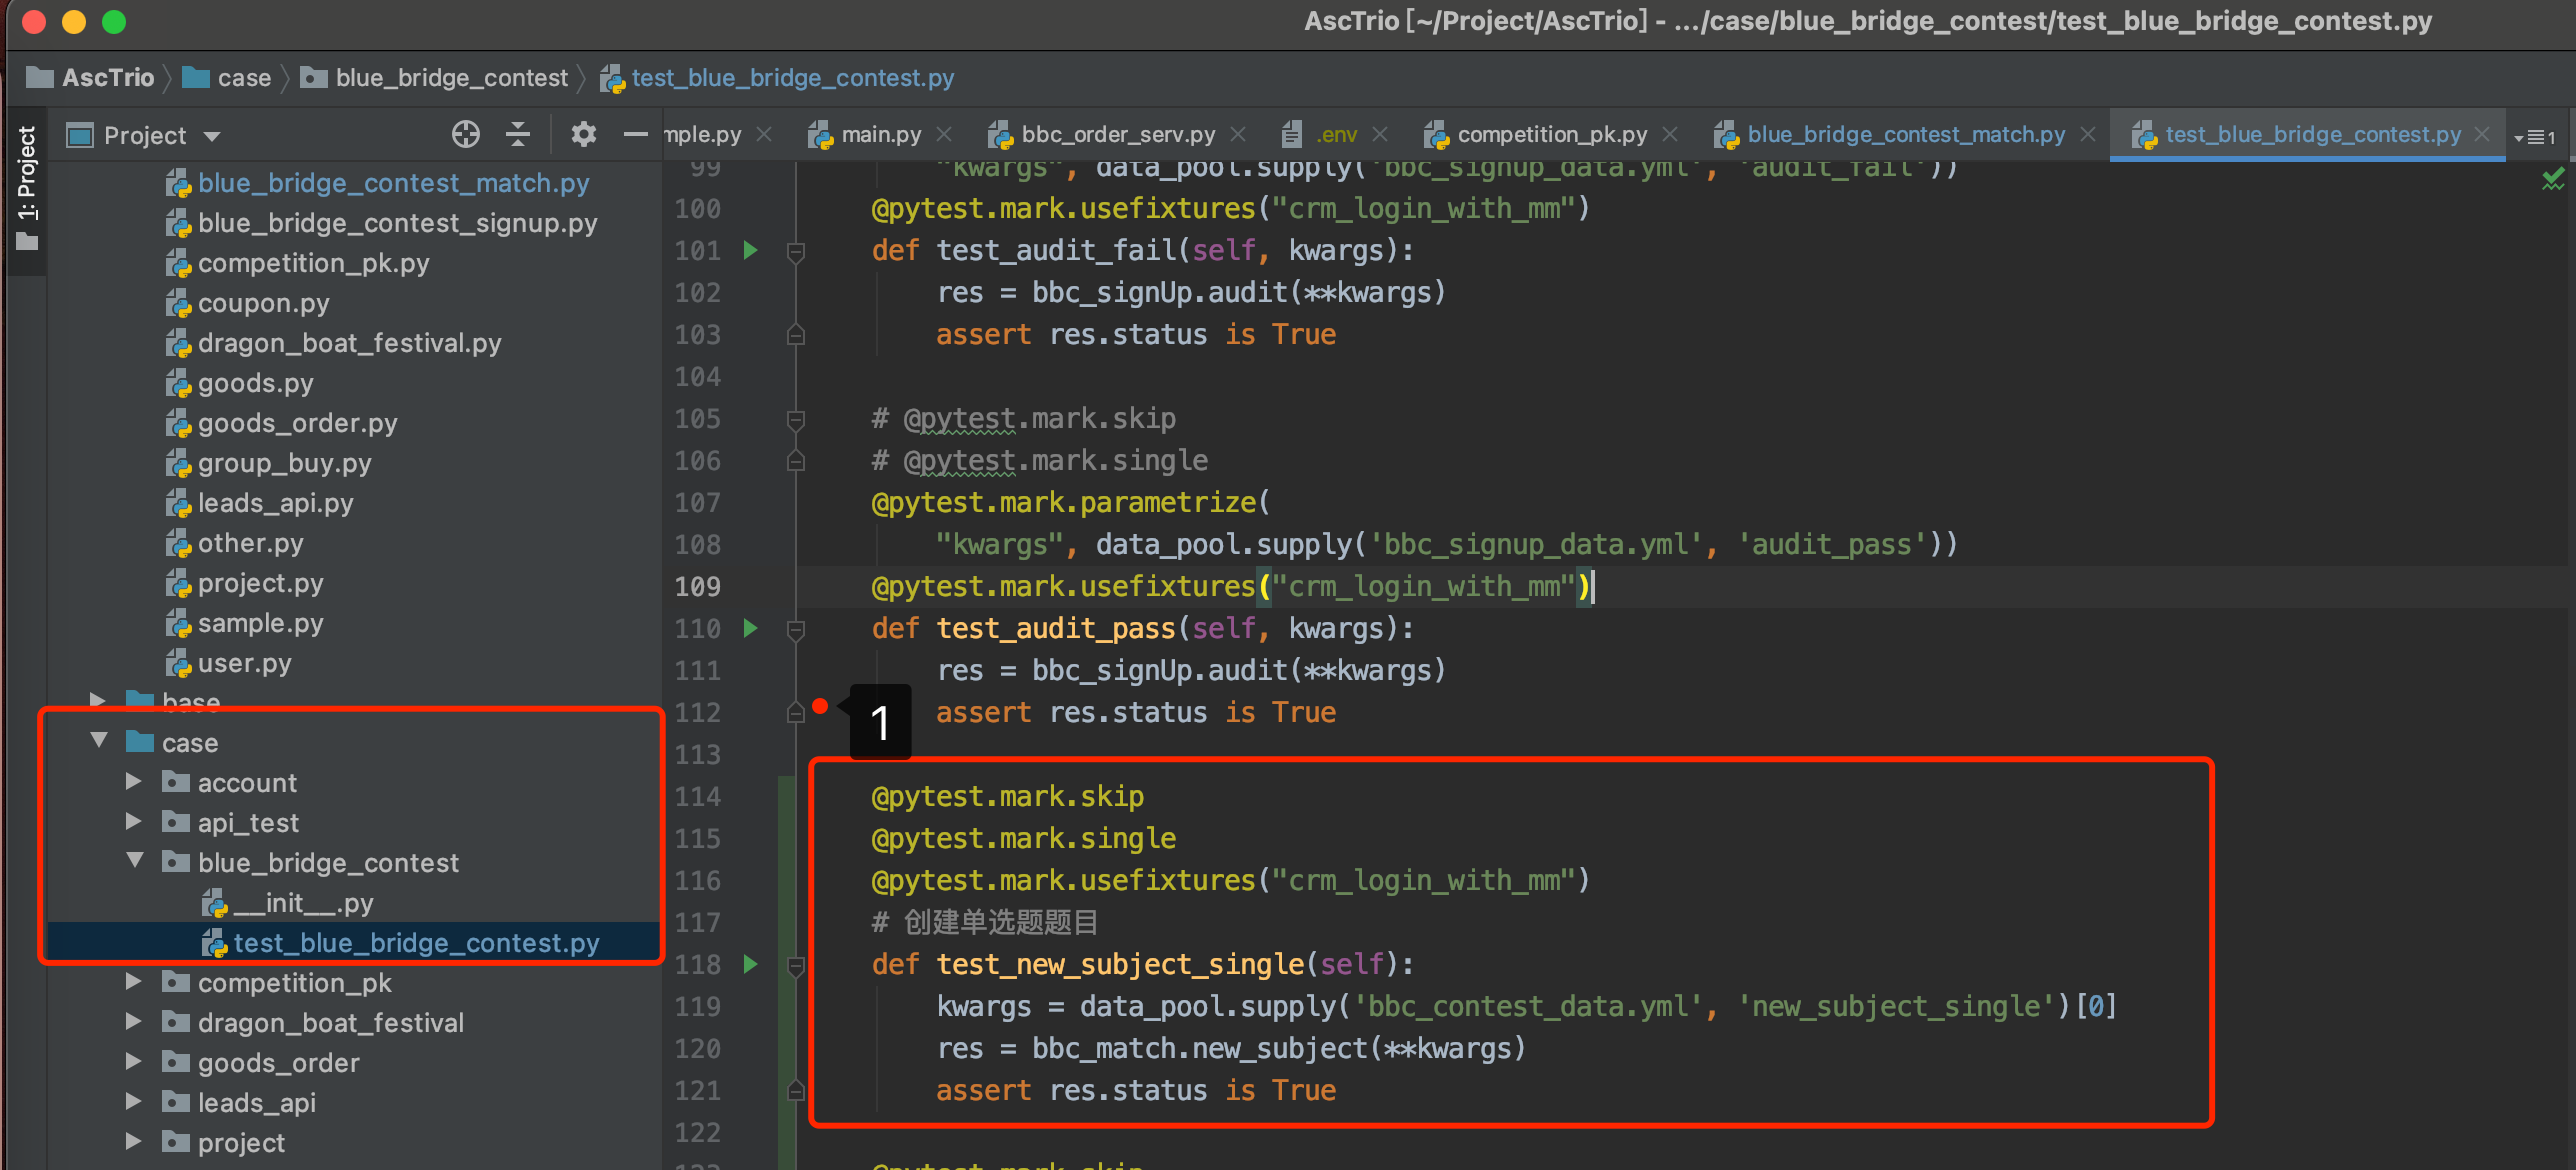 AscTrio [~/Project/AscTrio] - .../case/blue_bridge_contest/test_blue_bridge_contest.py
AscTrio case blue_bridge_contest test_blue_bridge_contest.py
1: Project
Project
mple.py main.py bbc_order_serv.py .env competition_pk.py blue_bridge_contest_match.py test_blue_bridge_contest.py 1
blue_bridge_contest_match.py
blue_bridge_contest_signup.py
competition_pk.py
coupon.py
dragon_boat_festival.py
goods.py
goods_order.py
group_buy.py
leads_api.py
other.py
project.py
sample.py
user.py
base
case
account
api_test
blue_bridge_contest
__init__.py
test_blue_bridge_contest.py
competition_pk
dragon_boat_festival
goods_order
leads_api
project
99 "kwargs", data_pool.supply('bbc_signup_data.yml', 'audit_fail'))
100 @pytest.mark.usefixtures("crm_login_with_mm")
101 def test_audit_fail(self, kwargs):
102 res = bbc_signUp.audit(**kwargs)
103 assert res.status is True
104
105 # @pytest.mark.skip
106 # @pytest.mark.single
107 @pytest.mark.parametrize(
108 "kwargs", data_pool.supply('bbc_signup_data.yml', 'audit_pass'))
109 @pytest.mark.usefixtures("crm_login_with_mm")
110 def test_audit_pass(self, kwargs):
111 res = bbc_signUp.audit(**kwargs)
112 assert res.status is True
1
113
114 @pytest.mark.skip
115 @pytest.mark.single
116 @pytest.mark.usefixtures("crm_login_with_mm")
117 # 创建单选题题目
118 def test_new_subject_single(self):
119 kwargs = data_pool.supply('bbc_contest_data.yml', 'new_subject_single')[0]
120 res = bbc_match.new_subject(**kwargs)
121 assert res.status is True
122
123 @pytest.mark.skip